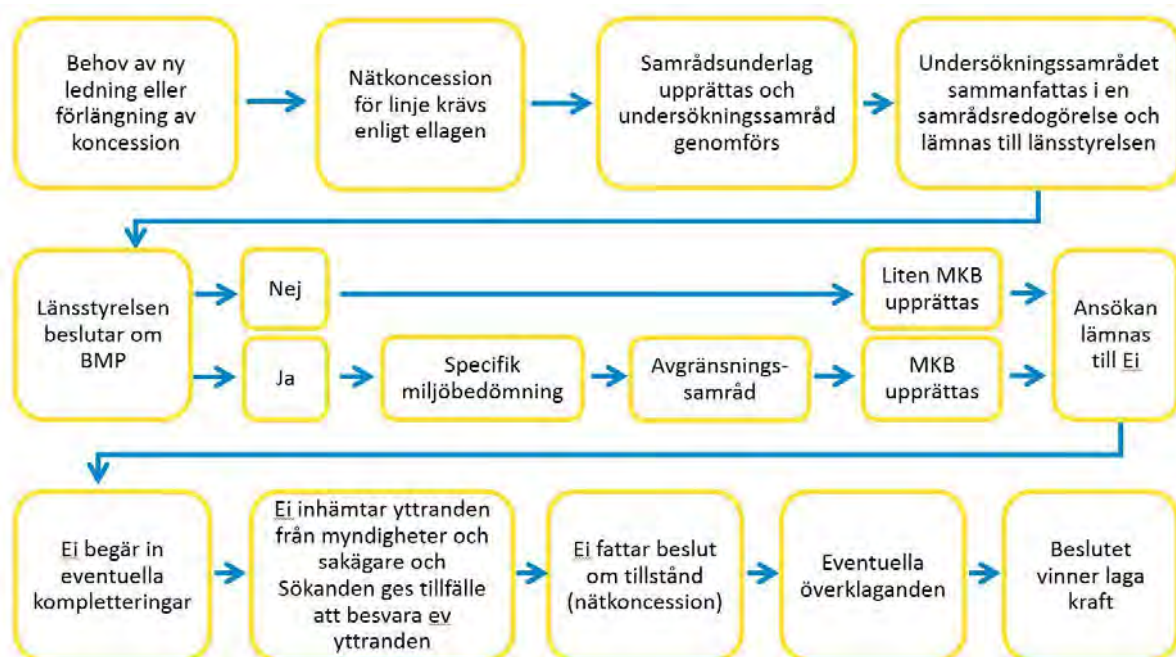 Behov av ny
ledning eller
förlängning av
koncession
Nätkoncession
för linje krävs
enligt ellagen
Samrådsunderlag
upprättas och
undersökningssamråd
genomförs
Undersökningssamrådet
sammanfattas i en
samrådsredogörelse och
lämnas till länsstyrelsen
Länsstyrelsen
beslutar om
BMP
Nej
Liten MKB
upprättas
Ja
Specifik
miljöbedömning
Avgränsnings-
samråd
MKB
upprättas
Ansökan
lämnas
till Ei
Ei begär in
eventuella
kompletteringar
Ei inhämtar yttranden
från myndigheter och
sakägare och
Sökanden ges tillfälle
att besvara ev
yttranden
Ei fattar beslut
om tillstånd
(nätkoncession)
Eventuella
överklaganden
Beslutet
vinner laga
kraft